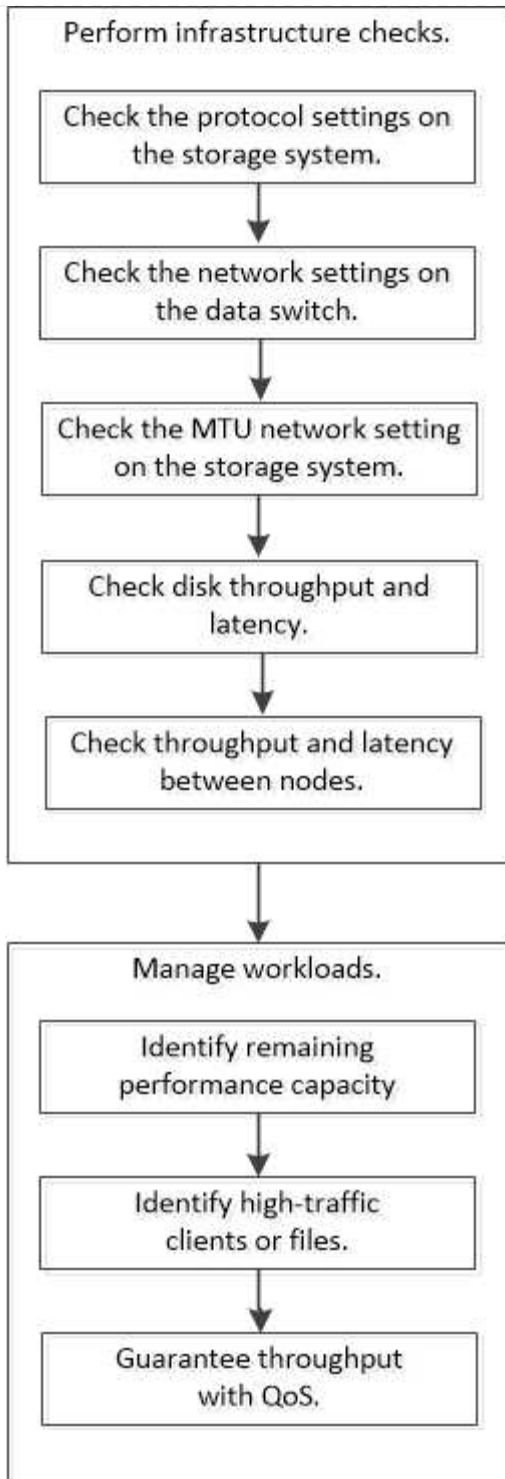 Perform infrastructure checks.
Check the protocol settings on
the storage system.
Check the network settings on
the data switch.
Check the MTU network setting
on the storage system.
Check disk throughput and
latency.
Check throughput and latency
between nodes.
Manage workloads.
Identify remaining
performance capacity
Identify high-traffic
clients or files.
Guarantee throughput
with QoS.